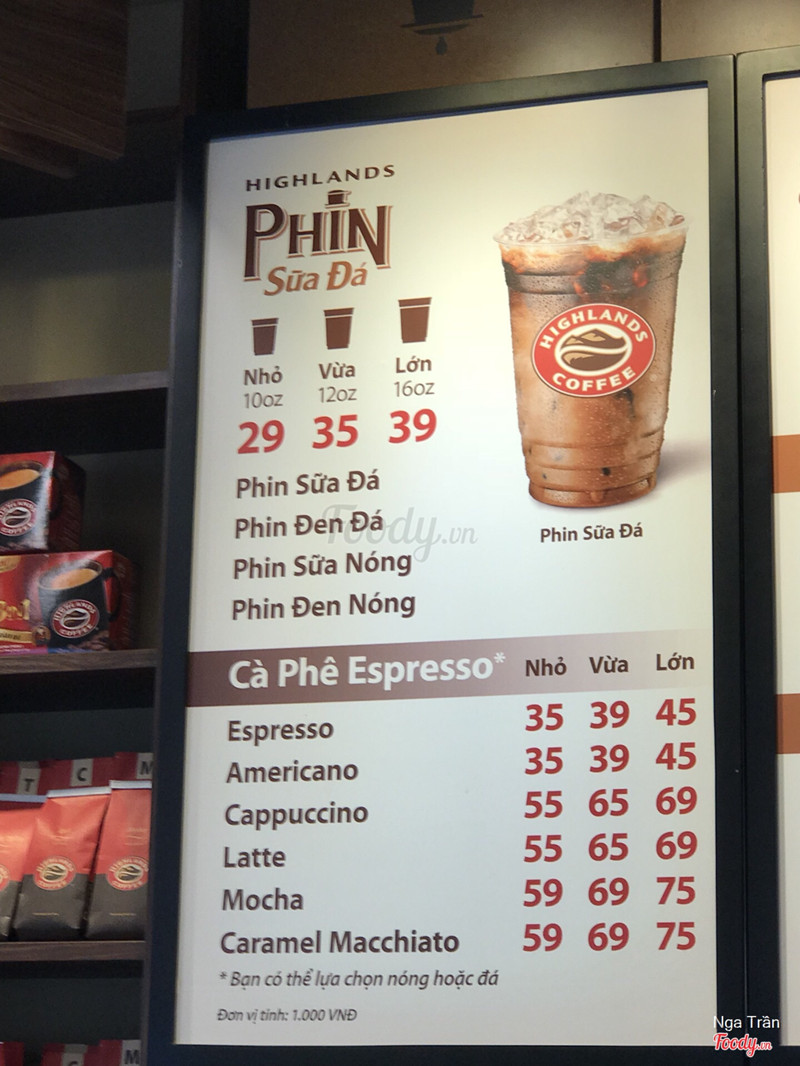 HIGHLANDS
PHIN
Sữa Đá
Nhỏ Vừa Lớn
10oz 12oz 16oz
29 35 39
Phin Sữa Đá
Phin Đen Đá
Phin Sữa Nóng
Phin Đen Nóng
HIGHLANDS
COFFEE
Phin Sữa Đá
Foody.vn
Cà Phê Espresso* Nhỏ Vừa Lớn
Espresso 35 39 45
Americano 35 39 45
Cappuccino 55 65 69
Latte 55 65 69
Mocha 59 69 75
Caramel Macchiato 59 69 75
* Bạn có thể lựa chọn nóng hoặc đá
Đơn vị tính: 1.000 VNĐ
HIGHLANDS
COFFEE
T C M
Nga Trần
Foody.vn